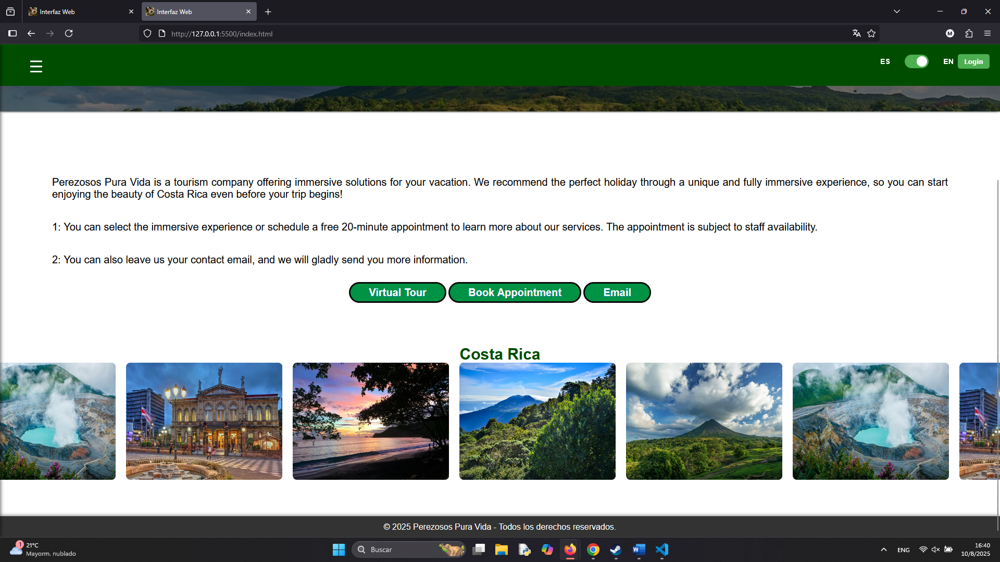 Interfaz Web
Interfaz Web
http://127.0.0.1:5500/index.html
M
ES
EN
Login
Perezosos Pura Vida is a tourism company offering immersive solutions for your vacation. We recommend the perfect holiday through a unique and fully immersive experience, so you can start
enjoying the beauty of Costa Rica even before your trip begins!
1: You can select the immersive experience or schedule a free 20-minute appointment to learn more about our services. The appointment is subject to staff availability.
2: You can also leave us your contact email, and we will gladly send you more information.
Virtual Tour
Book Appointment
Email
Costa Rica
© 2025 Perezosos Pura Vida - Todos los derechos reservados.
1
21°C
Mayorm. nublado
Buscar
ENG
16:40
10/8/2025